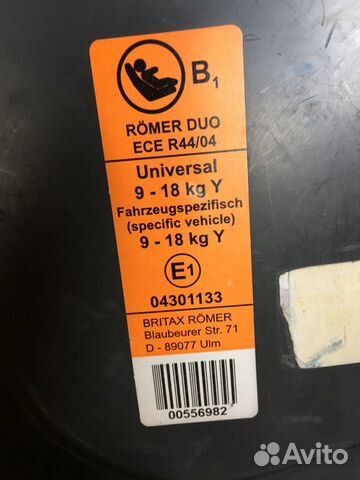 B1
RÖMER DUO
ECE R44/04
Universal
9 - 18 kg Y
Fahrzeugspezifisch
(specific vehicle)
9 - 18 kg Y
E1
04301133
BRITAX RÖMER
Blaubeurer Str. 71
D - 89077 Ulm
00556982
Avito